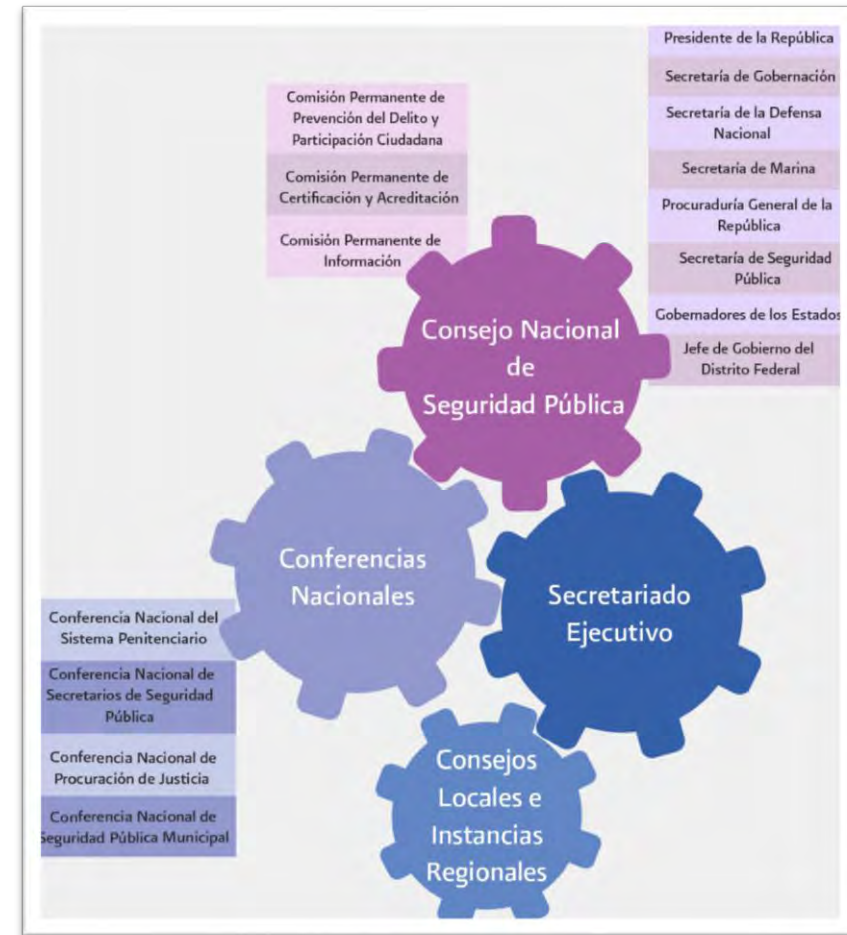 Presidente de la República
Secretaría de Gobernación
Secretaría de la Defensa
Nacional
Secretaría de Marina
Procuraduría General de la
República
Secretaría de Seguridad
Pública
Gobernadores de los Estados
Jefe de Gobierno del
Distrito Federal
Comisión Permanente de
Prevención del Delito y
Participación Ciudadana
Comisión Permanente de
Certificación y Acreditación
Comisión Permanente de
Información
Consejo Nacional
de
Seguridad Pública
Conferencias
Nacionales
Secretariado
Ejecutivo
Conferencia Nacional del
Sistema Penitenciario
Conferencia Nacional de
Secretarios de Seguridad
Pública
Conferencia Nacional de
Procuración de Justicia
Conferencia Nacional de
Seguridad Pública Municipal
Consejos
Locales e
Instancias
Regionales